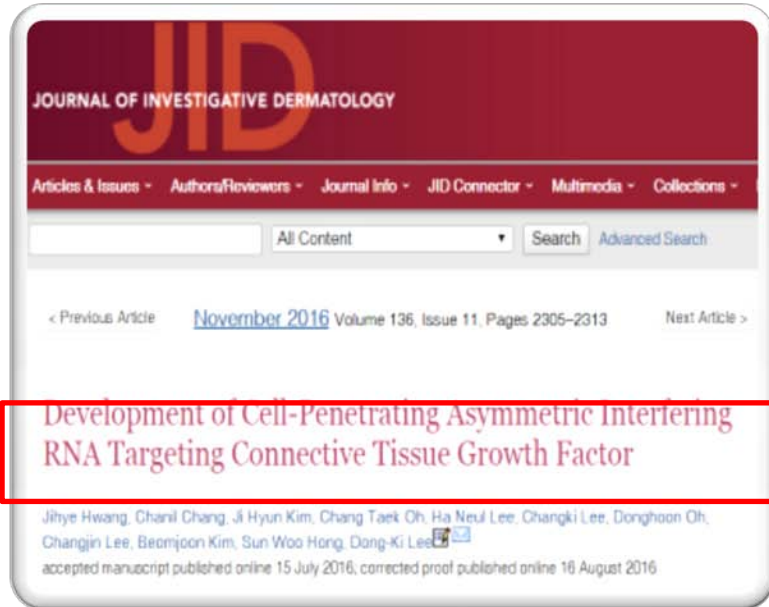 JID
JOURNAL OF INVESTIGATIVE DERMATOLOGY
Articles & Issues Authors/Reviewers Journal Info JID Connector Multimedia Collections
All Content Search Advanced Search
< Previous Article November 2016 Volume 136, Issue 11, Pages 2305–2313 Next Article >
Development of Cell-Penetrating Asymmetric Interfering
RNA Targeting Connective Tissue Growth Factor
Jihye Hwang, Chanil Chang, Ji Hyun Kim, Chang Taek Oh, Ha Neul Lee, Changki Lee, Donghoon Oh,
Changjin Lee, Beomjoon Kim, Sun Woo Hong, Dong-Ki Lee
accepted manuscript published online 15 July 2016, corrected proof published online 16 August 2016